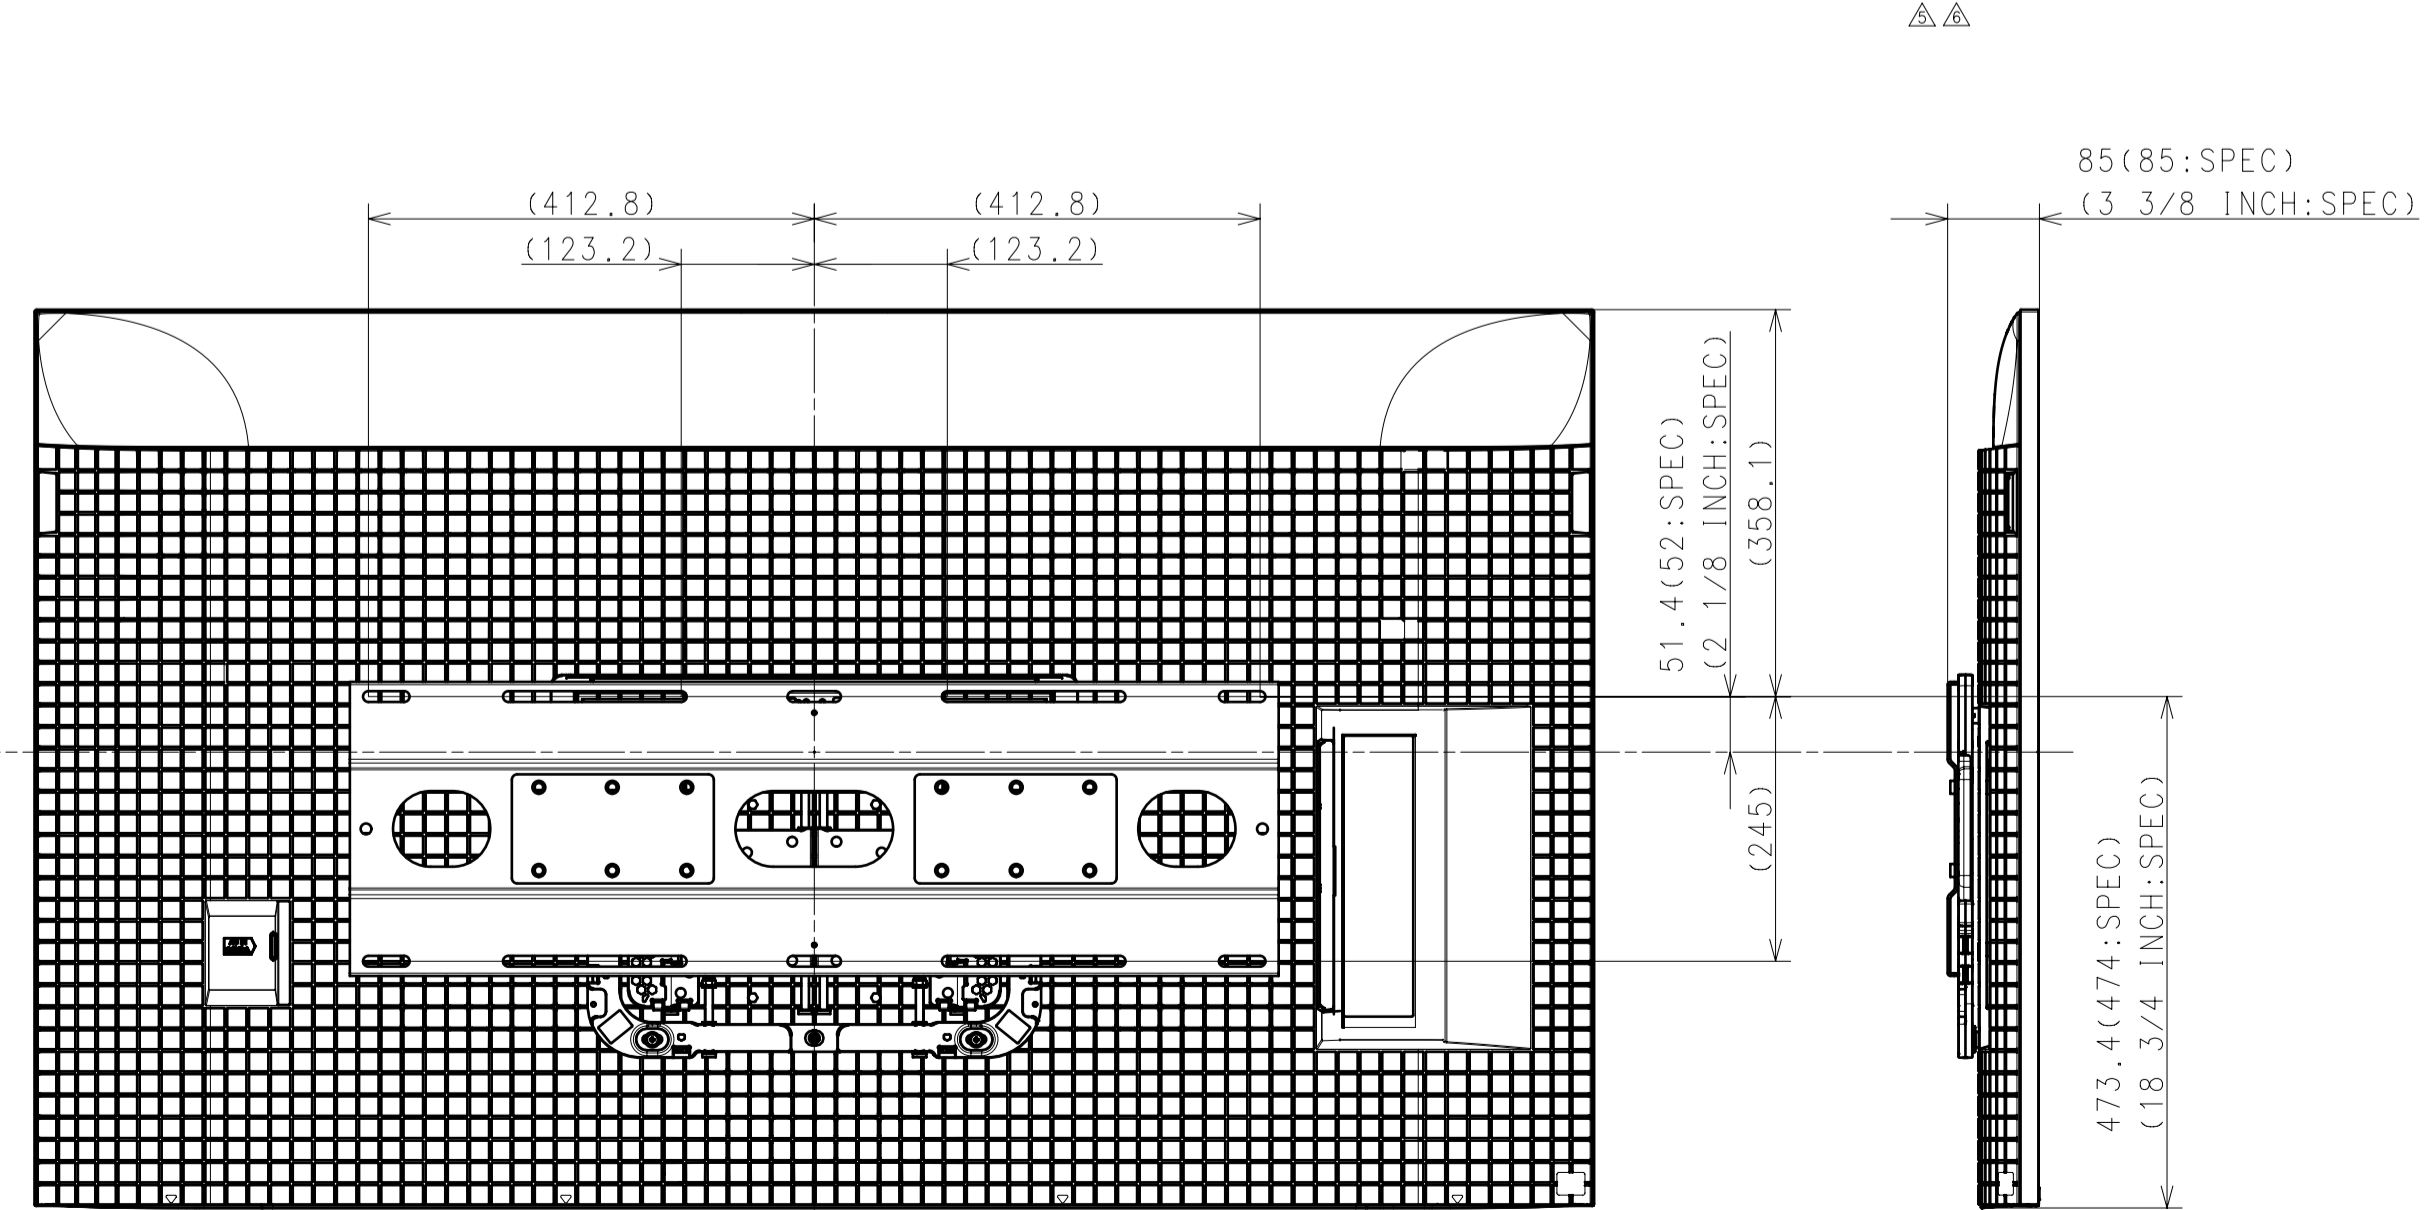 5 6
85(85:SPEC)
(3 3/8 INCH:SPEC)
(412.8) (412.8)
(123.2) (123.2)
51.4(52:SPEC)
(2 1/8 INCH:SPEC)
(358.1)
(245)
473.4(474:SPEC)
(18 3/4 INCH:SPEC)